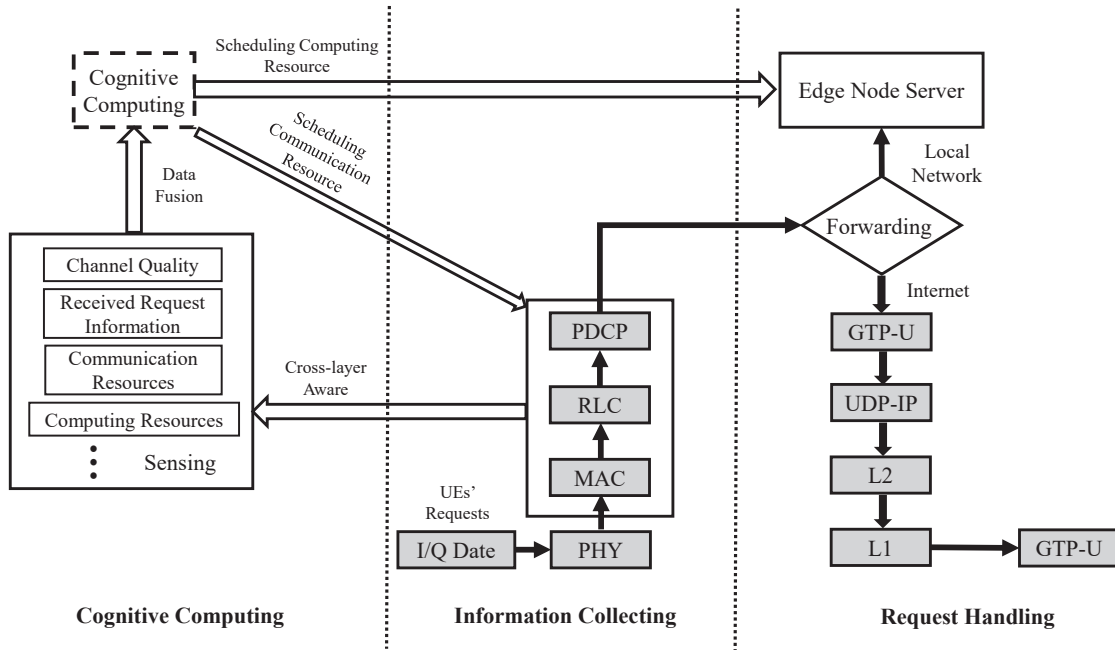 Scheduling Computing
Resource
Cognitive
Computing
Edge Node Server
Scheduling
Communication
Resource
Data
Fusion
Local
Network
Forwarding
Channel Quality
Received Request
Information
Communication
Resources
Computing Resources
Sensing
Cross-layer
Aware
PDCP
RLC
MAC
UEs'
Requests
I/Q Date
PHY
Internet
GTP-U
UDP-IP
L2
L1
GTP-U
Cognitive Computing
Information Collecting
Request Handling